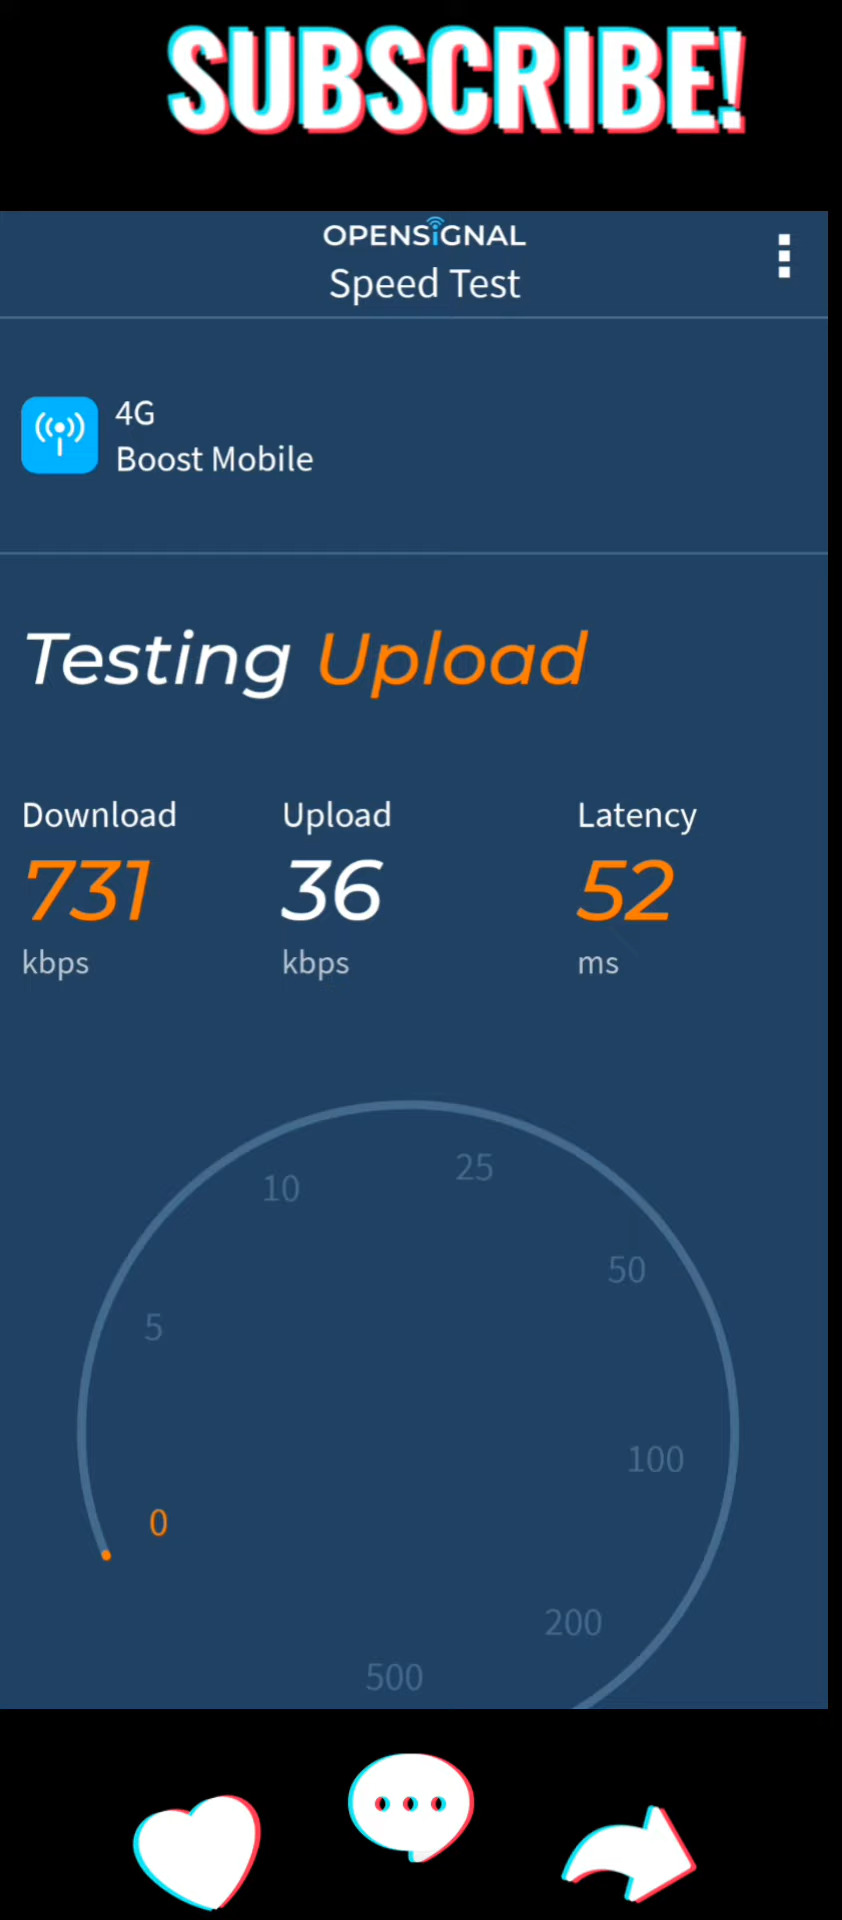 SUBSCRIBE!
OPENSiGNAL
Speed Test
4G
Boost Mobile
Testing Upload
Download Upload Latency
731 36 52
kbps kbps ms
10 25
50
5
100
0
200
500